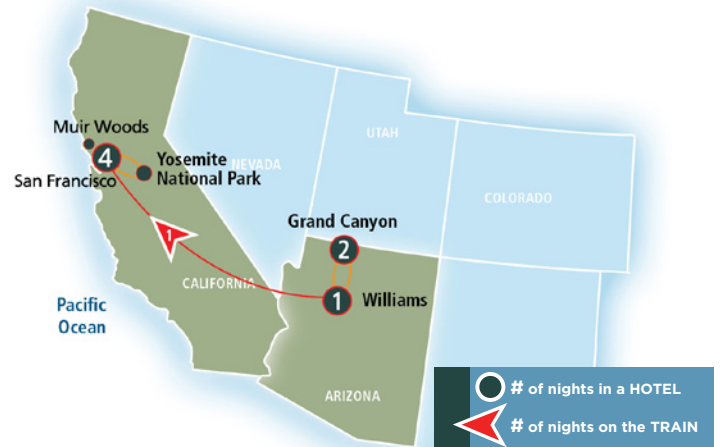 UTAH
Muir Woods
4
San Francisco
Yosemite
National Park
NEVADA
COLORADO
Grand Canyon
2
1
CALIFORNIA
1
Williams
Pacific
Ocean
ARIZONA
# of nights in a HOTEL
# of nights on the TRAIN